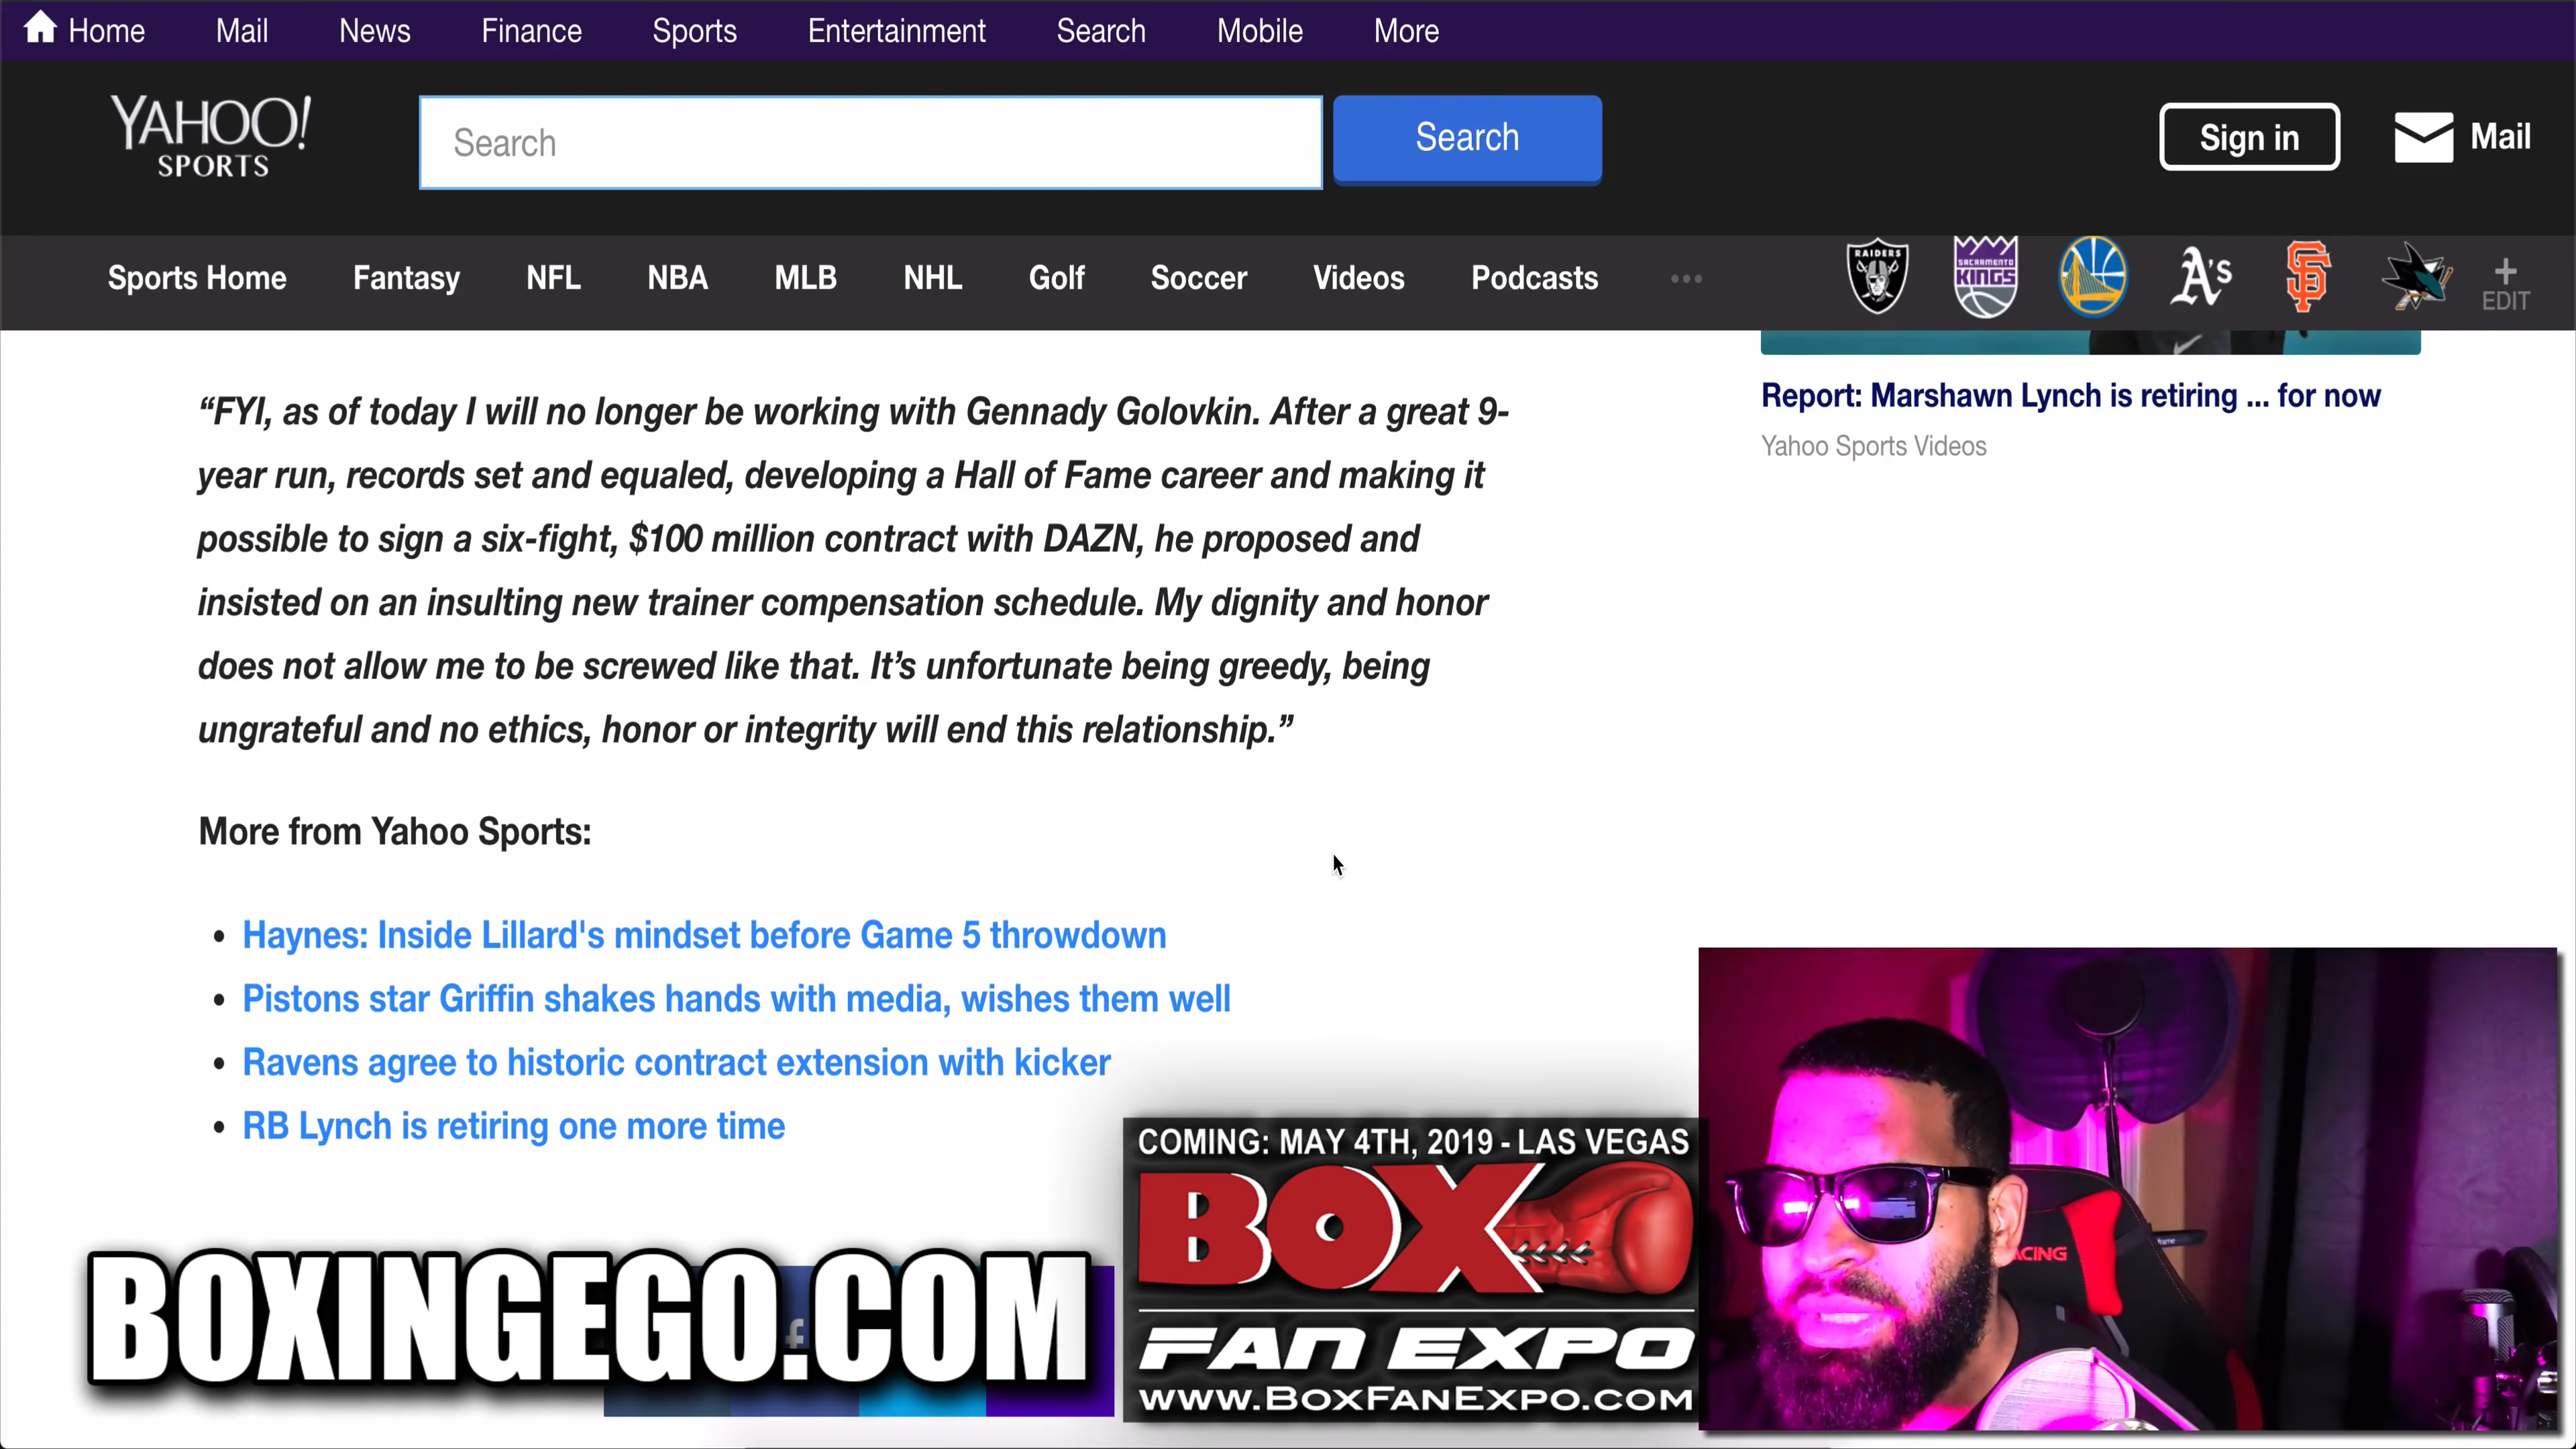 Home Mail News Finance Sports Entertainment Search Mobile More
YAHOO!
SPORTS
Search
Search
Sign in
Mail
Sports Home Fantasy NFL NBA MLB NHL Golf Soccer Videos Podcasts
RAIDERS
SACRAMENTO
KINGS
A's
SF
+
EDIT
“FYI, as of today I will no longer be working with Gennady Golovkin. After a great 9-
year run, records set and equaled, developing a Hall of Fame career and making it
possible to sign a six-fight, $100 million contract with DAZN, he proposed and
insisted on an insulting new trainer compensation schedule. My dignity and honor
does not allow me to be screwed like that. It’s unfortunate being greedy, being
ungrateful and no ethics, honor or integrity will end this relationship.”
Report: Marshawn Lynch is retiring ... for now
Yahoo Sports Videos
More from Yahoo Sports:
• Haynes: Inside Lillard's mindset before Game 5 throwdown
• Pistons star Griffin shakes hands with media, wishes them well
• Ravens agree to historic contract extension with kicker
• RB Lynch is retiring one more time
BOXINGEGO.COM
f
COMING: MAY 4TH, 2019 - LAS VEGAS
BOX
FAN EXPO
WWW.BOXFANEXPO.COM
ACING